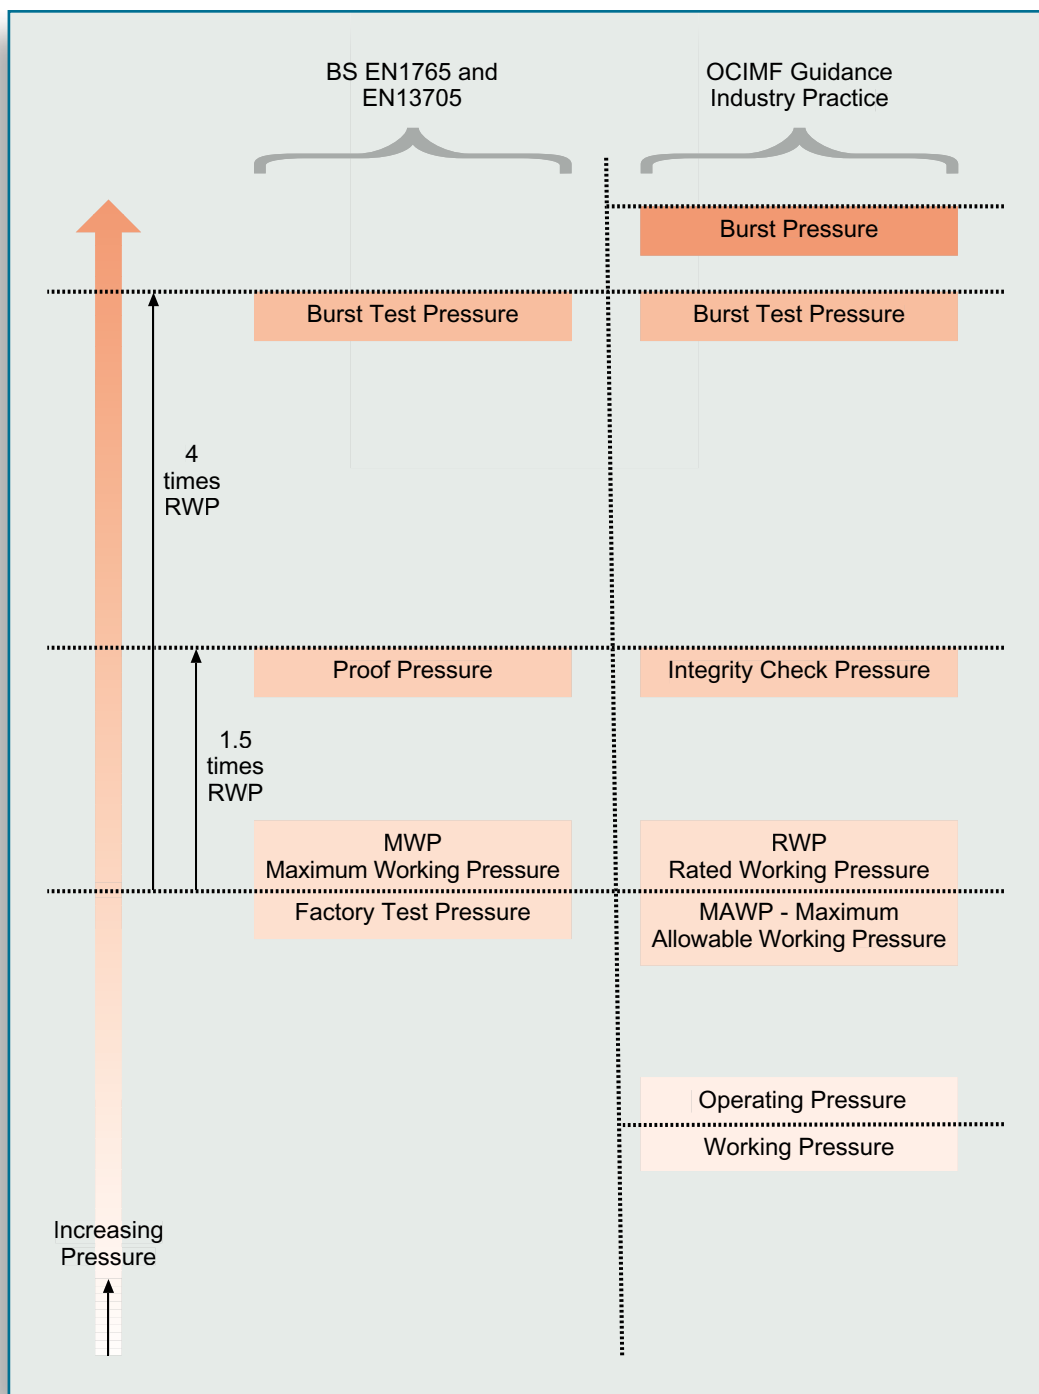 BS EN1765 and
EN13705
OCIMF Guidance
Industry Practice
Burst Pressure
Burst Test Pressure
Burst Test Pressure
4
times
RWP
Proof Pressure
Integrity Check Pressure
1.5
times
RWP
MWP
Maximum Working Pressure
Factory Test Pressure
RWP
Rated Working Pressure
MAWP - Maximum
Allowable Working Pressure
Operating Pressure
Working Pressure
Increasing
Pressure